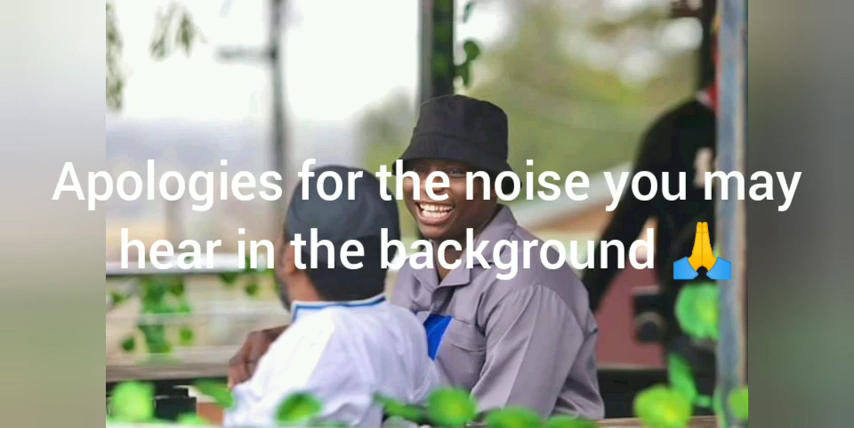 Apologies for the noise you may
hear in the background 🙏